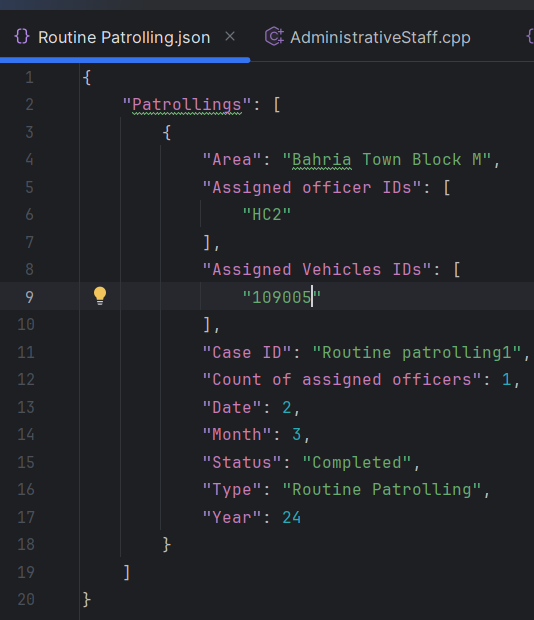 {} Routine Patrolling.json × AdministrativeStaff.cpp {
1 {
2 "Patrollings": [
3 {
4 "Area": "Bahria Town Block M",
5 "Assigned officer IDs": [
6 "HC2"
7 ],
8 "Assigned Vehicles IDs": [
9 "109005"
10 ],
11 "Case ID": "Routine patrolling1",
12 "Count of assigned officers": 1,
13 "Date": 2,
14 "Month": 3,
15 "Status": "Completed",
16 "Type": "Routine Patrolling",
17 "Year": 24
18 }
19 ]
20 }